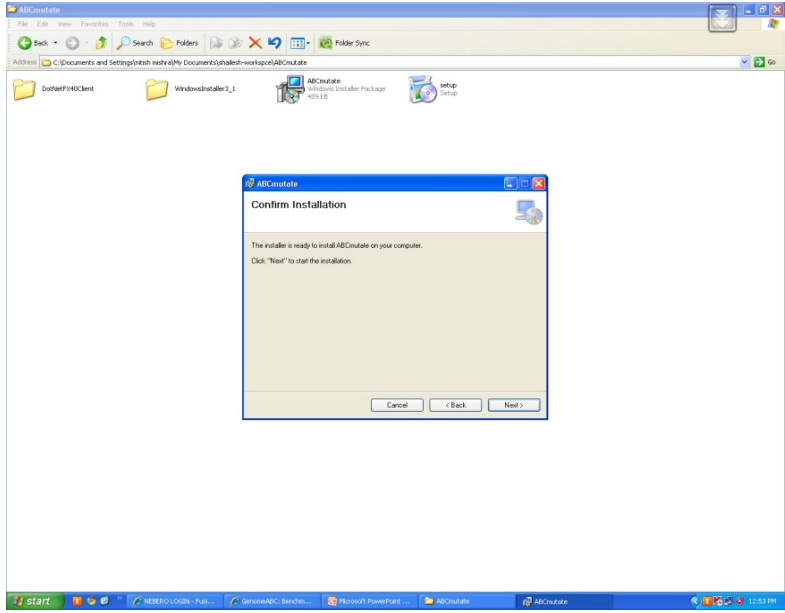 ABCmutate
File Edit View Favorites Tools Help
Back Search Folders Folder Sync
Address C:\Documents and Settings\nitish mishra\My Documents\shailesh-workspce\ABCmutate Go
DotNetFX40Client
WindowsInstaller3_1
ABCmutate
Windows Installer Package
489 KB
setup
Setup
ABCmutate
Confirm Installation
The installer is ready to install ABCmutate on your computer.
Click "Next" to start the installation.
Cancel < Back Next >
start NEBERO LOGIN - Fusi... GenomeABC: Benchm... Microsoft PowerPoint ... ABCmutate ABCmutate 12:53 PM